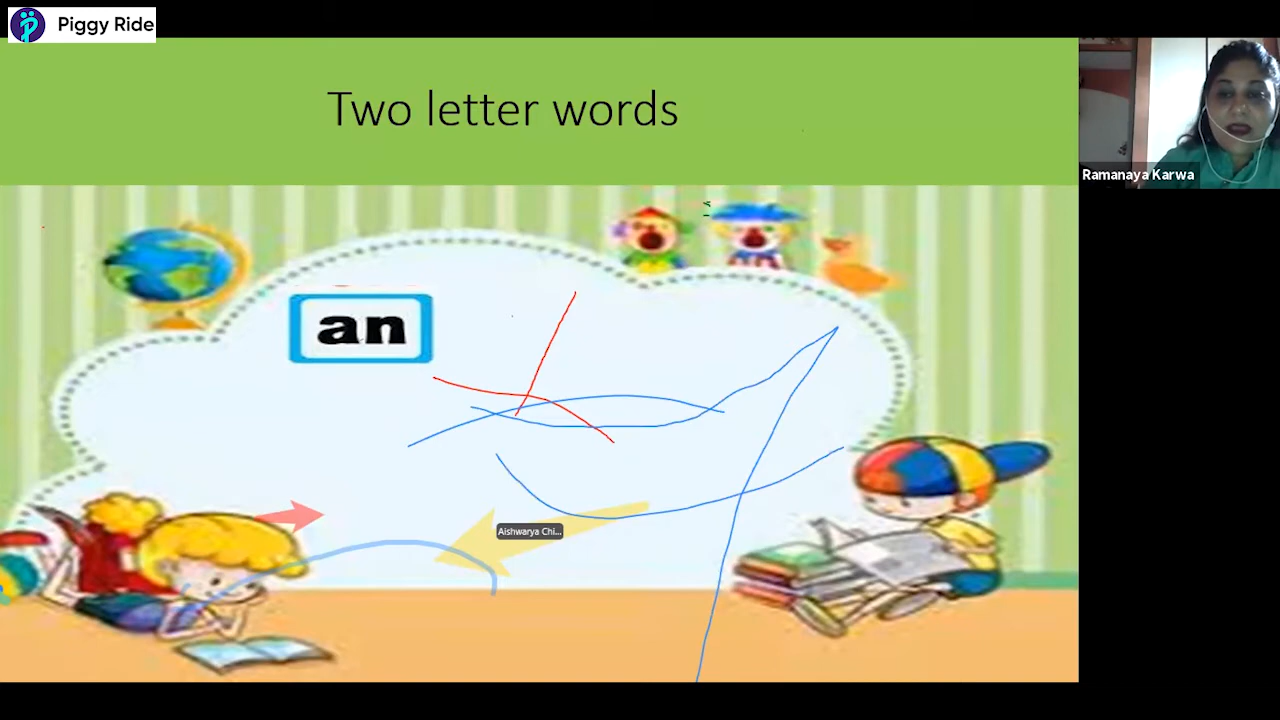 Piggy Ride
Two letter words
Ramanaya Karwa
an
Aishwarya Chi...